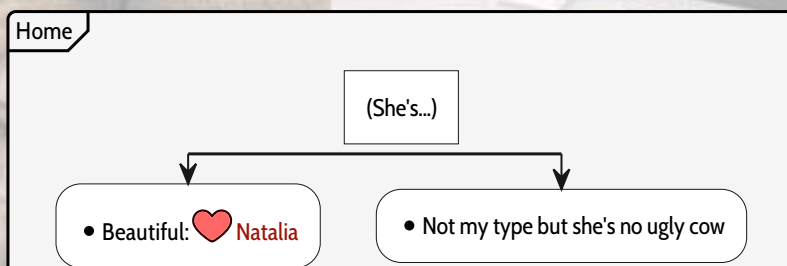 Home
(She's...)
• Beautiful: Natalia
• Not my type but she's no ugly cow